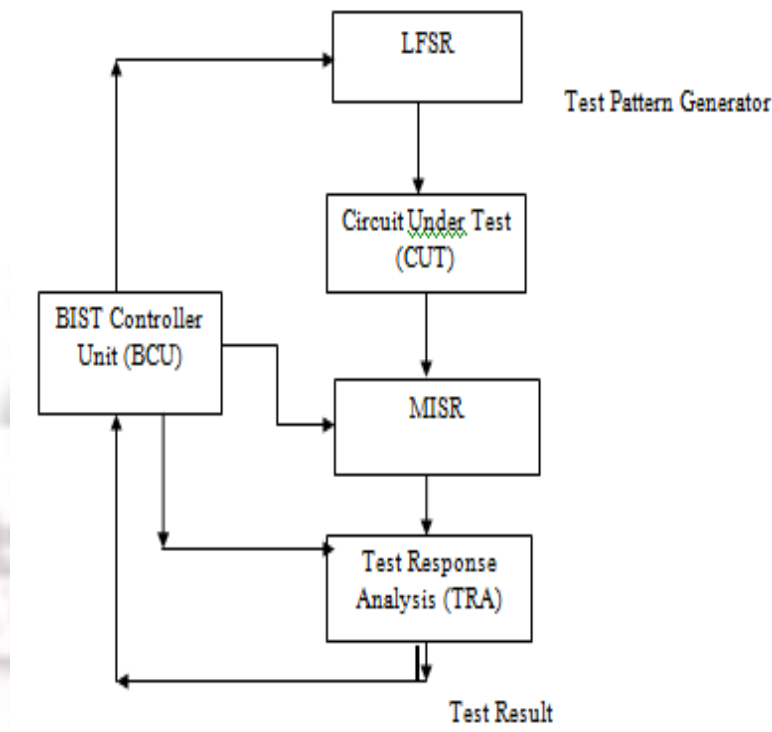 LFSR
Test Pattern Generator
Circuit Under Test
(CUT)
BIST Controller
Unit (BCU)
MISR
Test Response
Analysis (TRA)
Test Result